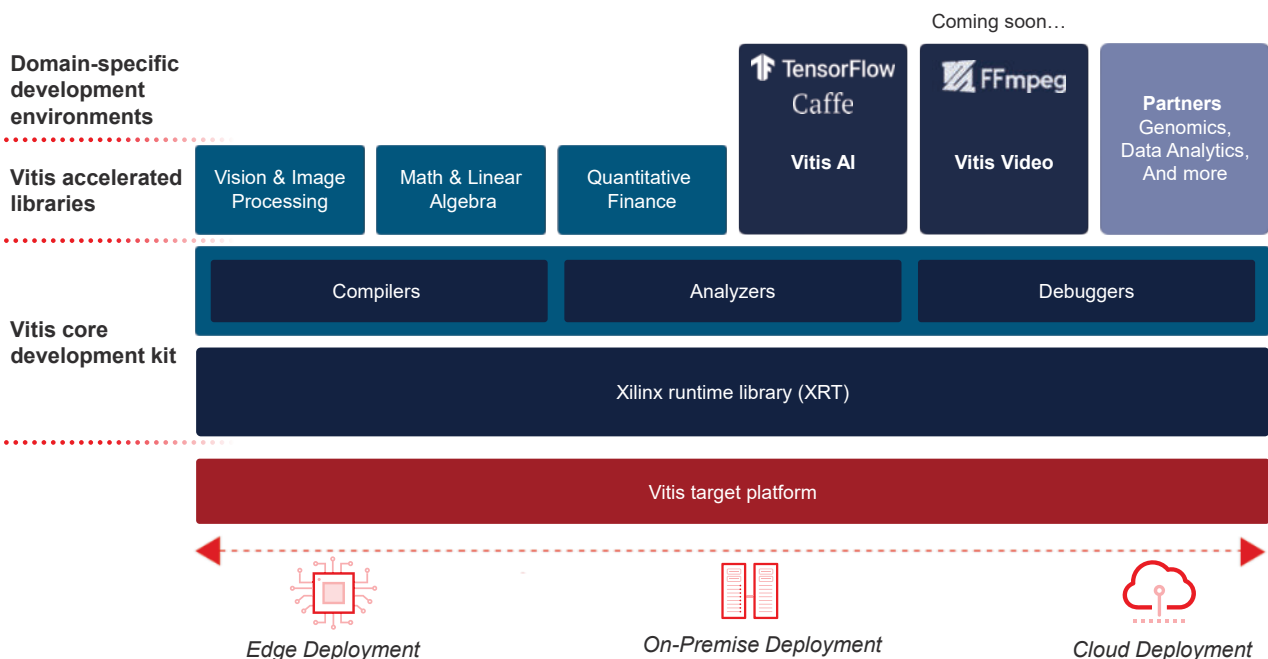 Coming soon…
Domain-specific
development
environments
TensorFlow
Caffe
Vitis AI
FFmpeg
Vitis Video
Partners
Genomics,
Data Analytics,
And more
Vitis accelerated
libraries
Vision & Image
Processing
Math & Linear
Algebra
Quantitative
Finance
Vitis core
development kit
Compilers
Analyzers
Debuggers
Xilinx runtime library (XRT)
Vitis target platform
Edge Deployment
On-Premise Deployment
Cloud Deployment